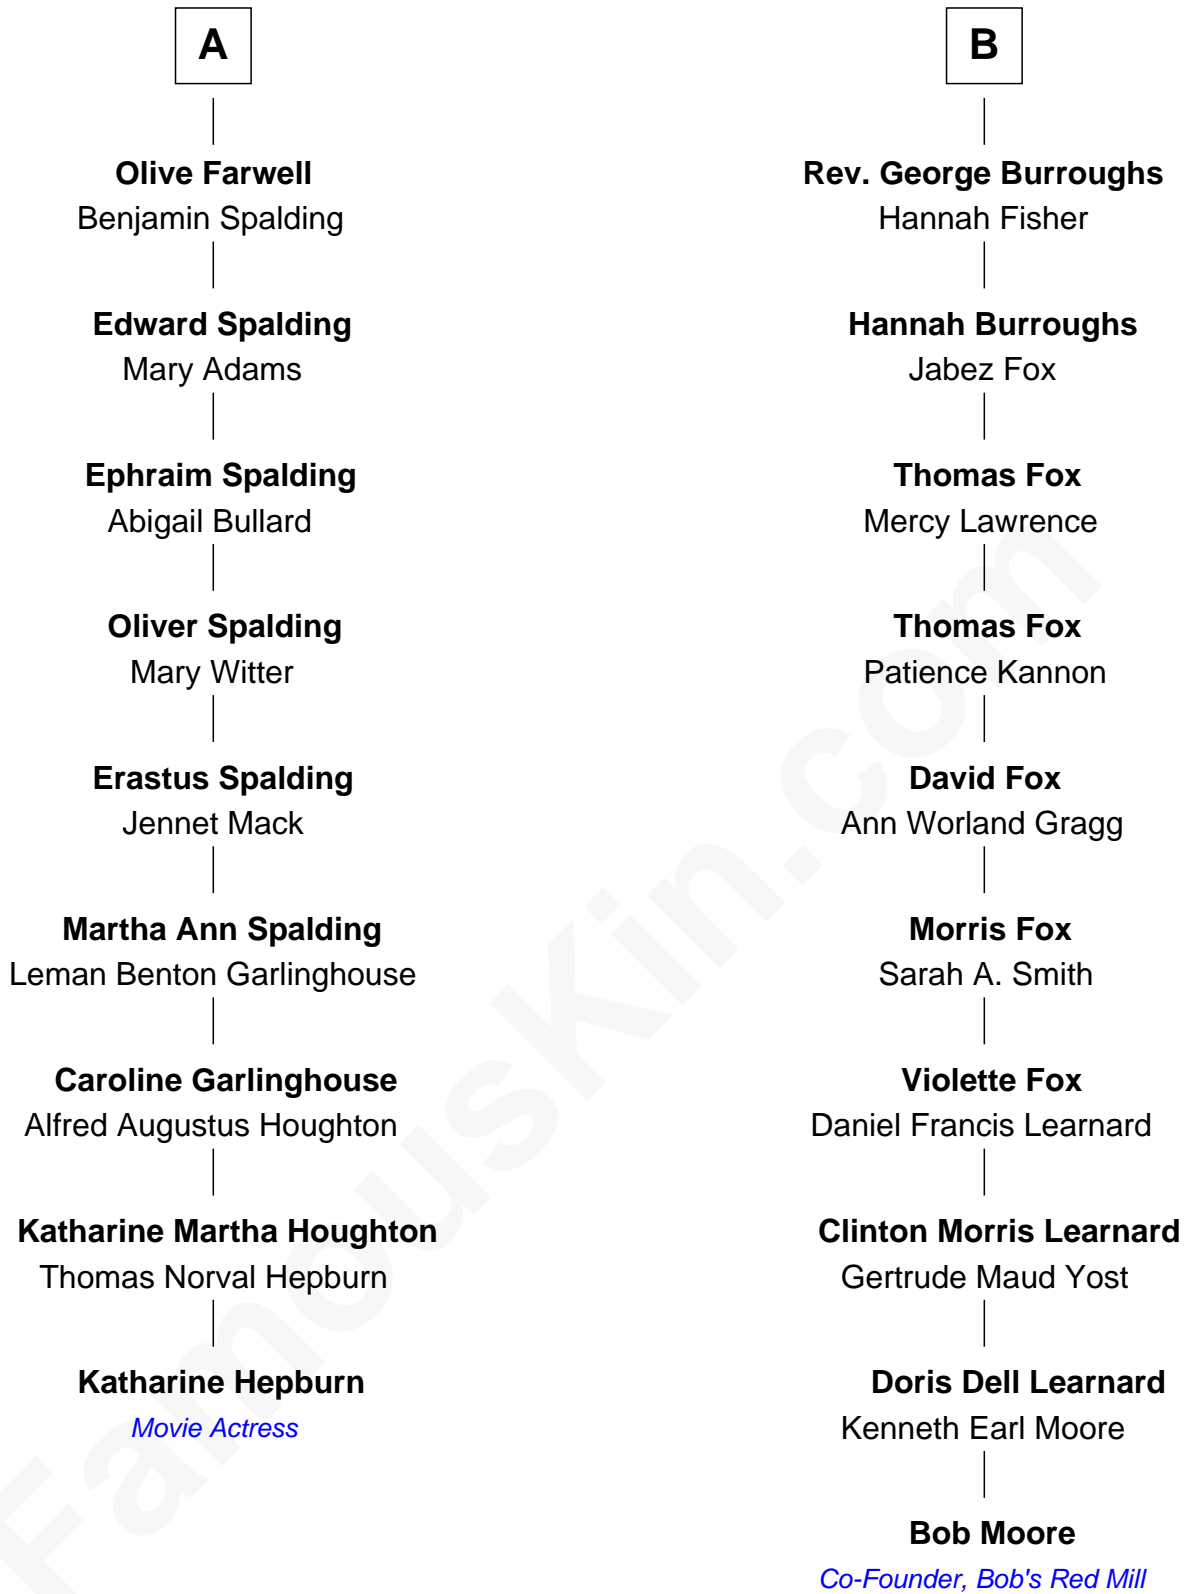 A
Olive Farwell
Benjamin Spalding
Edward Spalding
Mary Adams
Ephraim Spalding
Abigail Bullard
Oliver Spalding
Mary Witter
Erastus Spalding
Jennet Mack
Martha Ann Spalding
Leman Benton Garlinghouse
Caroline Garlinghouse
Alfred Augustus Houghton
Katharine Martha Houghton
Thomas Norval Hepburn
Katharine Hepburn
Movie Actress
B
Rev. George Burroughs
Hannah Fisher
Hannah Burroughs
Jabez Fox
Thomas Fox
Mercy Lawrence
Thomas Fox
Patience Kannon
David Fox
Ann Worland Gragg
Morris Fox
Sarah A. Smith
Violette Fox
Daniel Francis Learnard
Clinton Morris Learnard
Gertrude Maud Yost
Doris Dell Learnard
Kenneth Earl Moore
Bob Moore
Co-Founder, Bob's Red Mill
FamousKin.com